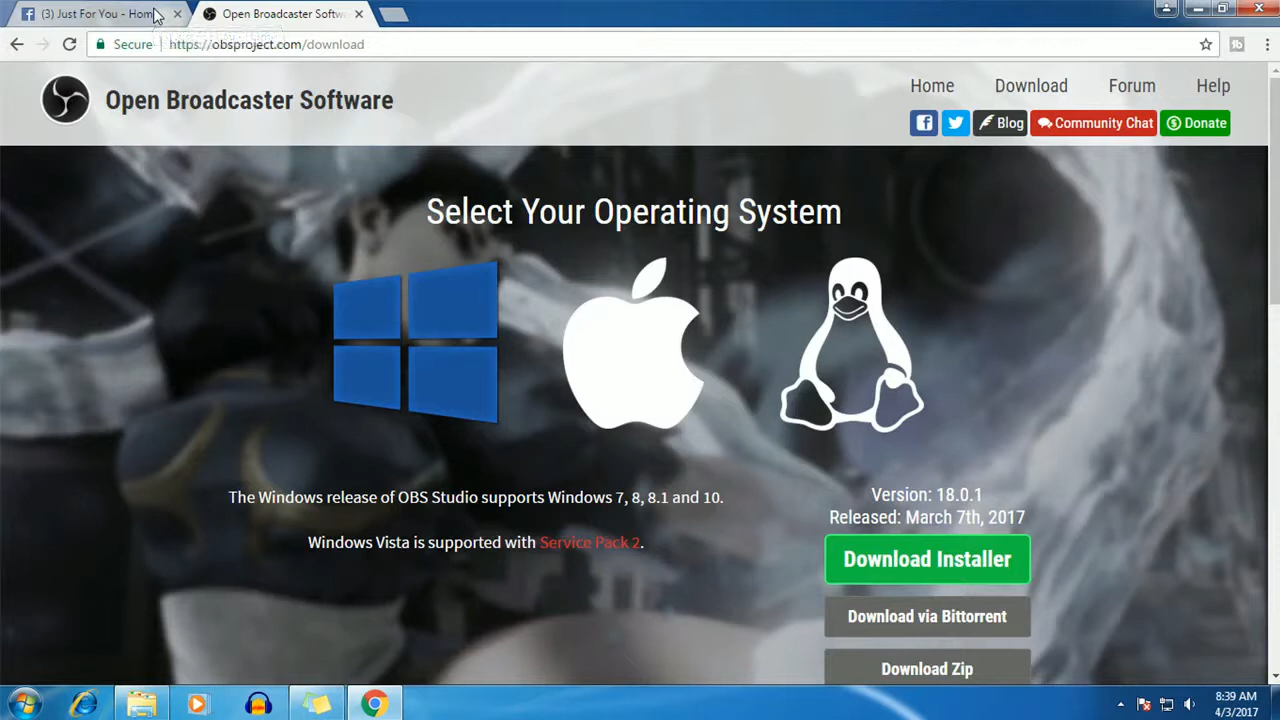 (3) Just For You - Hom
Open Broadcaster Softw
Secure
https://obsproject.com/download
Open Broadcaster Software
Home
Download
Forum
Help
Blog
Community Chat
Donate
Select Your Operating System
The Windows release of OBS Studio supports Windows 7, 8, 8.1 and 10.
Windows Vista is supported with Service Pack 2.
Version: 18.0.1
Released: March 7th, 2017
Download Installer
Download via Bittorrent
Download Zip
8:39 AM
4/3/2017